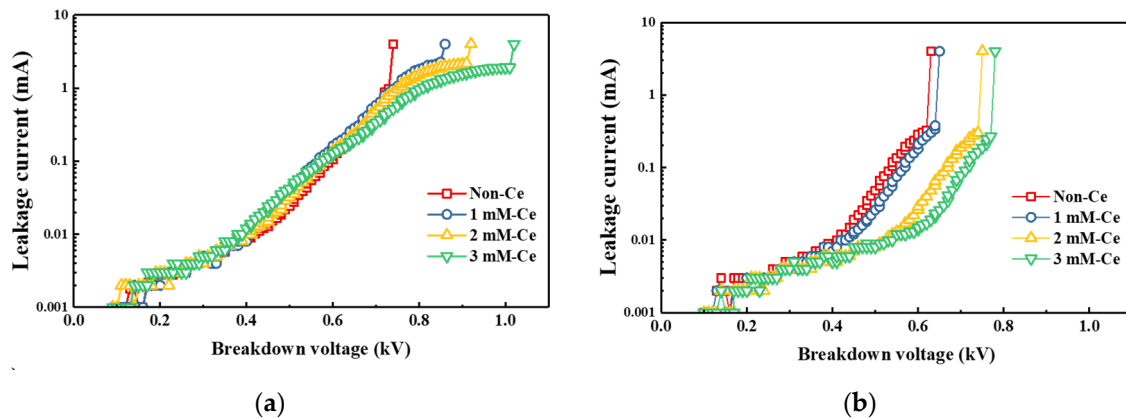 (a)
10
1
0.1
0.01
0.001
Leakage current (mA)
Non-Ce
1 mM-Ce
2 mM-Ce
3 mM-Ce
0.0 0.2 0.4 0.6 0.8 1.0
Breakdown voltage (kV)
(a)
(b)
10
1
0.1
0.01
0.001
Leakage current (mA)
Non-Ce
1 mM-Ce
2 mM-Ce
3 mM-Ce
0.0 0.2 0.4 0.6 0.8 1.0
Breakdown voltage (kV)
(b)